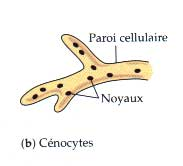 Paroi cellulaire
Noyaux
(b) Cénocytes